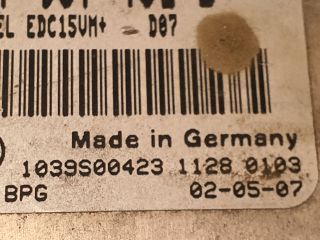 EL EDC15VM+ - D07
Made in Germany
1039S00423 1128 0103
BPG 02-05-07